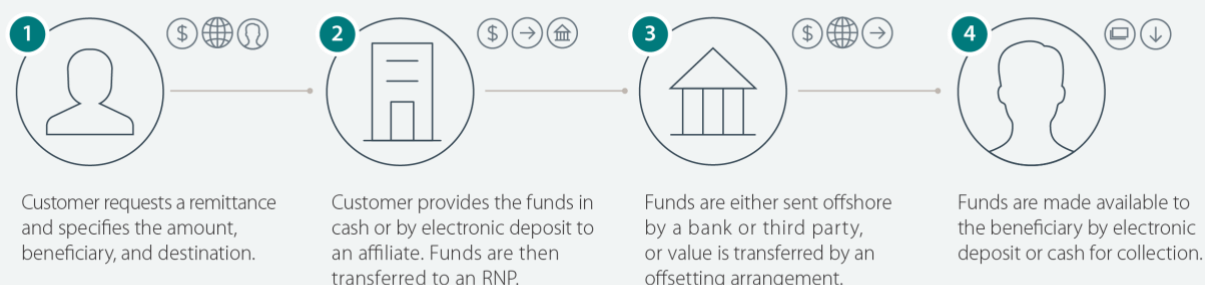 1
$
2
$
3
$
4
Customer requests a remittance
and specifies the amount,
beneficiary, and destination.
Customer provides the funds in
cash or by electronic deposit to
an affiliate. Funds are then
transferred to an RNP.
Funds are either sent offshore
by a bank or third party,
or value is transferred by an
offsetting arrangement.
Funds are made available to
the beneficiary by electronic
deposit or cash for collection.